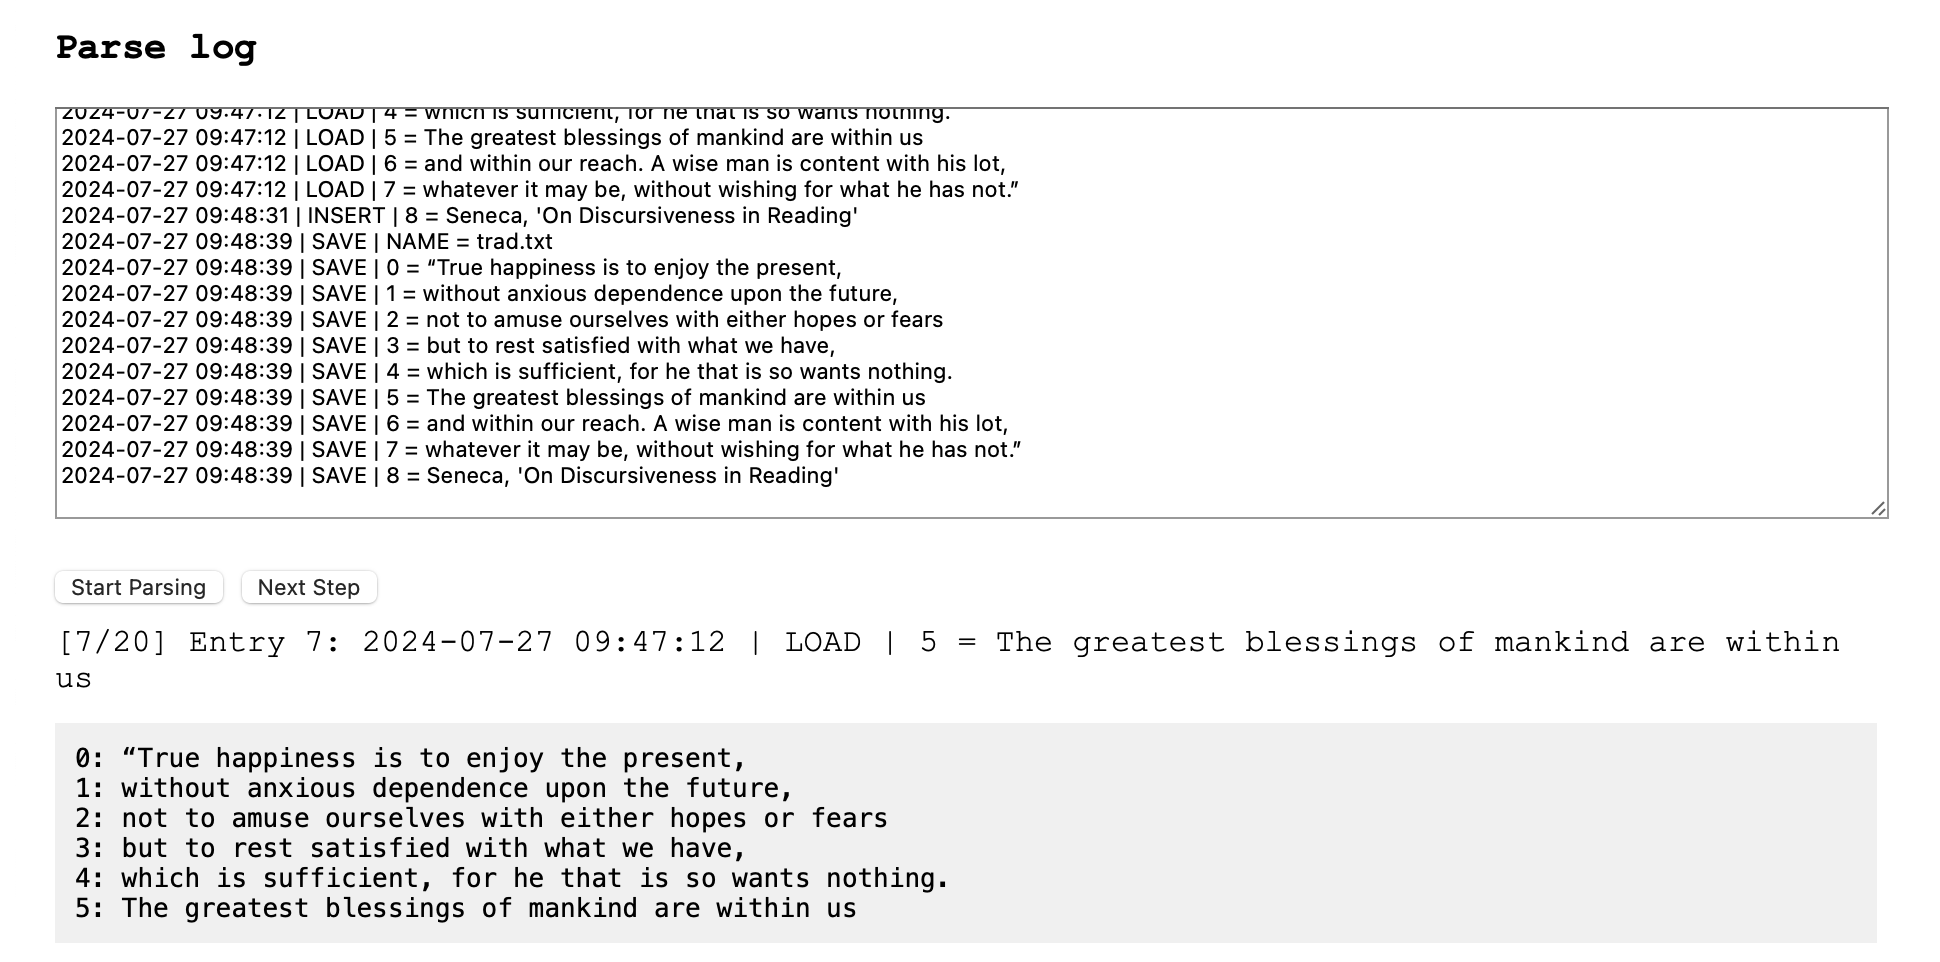 Parse log
2024-07-27 09:47:12 | LOAD | 4 = which is sufficient, for he that is so wants nothing.
2024-07-27 09:47:12 | LOAD | 5 = The greatest blessings of mankind are within us
2024-07-27 09:47:12 | LOAD | 6 = and within our reach. A wise man is content with his lot,
2024-07-27 09:47:12 | LOAD | 7 = whatever it may be, without wishing for what he has not.”
2024-07-27 09:48:31 | INSERT | 8 = Seneca, 'On Discursiveness in Reading'
2024-07-27 09:48:39 | SAVE | NAME = trad.txt
2024-07-27 09:48:39 | SAVE | 0 = “True happiness is to enjoy the present,
2024-07-27 09:48:39 | SAVE | 1 = without anxious dependence upon the future,
2024-07-27 09:48:39 | SAVE | 2 = not to amuse ourselves with either hopes or fears
2024-07-27 09:48:39 | SAVE | 3 = but to rest satisfied with what we have,
2024-07-27 09:48:39 | SAVE | 4 = which is sufficient, for he that is so wants nothing.
2024-07-27 09:48:39 | SAVE | 5 = The greatest blessings of mankind are within us
2024-07-27 09:48:39 | SAVE | 6 = and within our reach. A wise man is content with his lot,
2024-07-27 09:48:39 | SAVE | 7 = whatever it may be, without wishing for what he has not.”
2024-07-27 09:48:39 | SAVE | 8 = Seneca, 'On Discursiveness in Reading'
Start Parsing Next Step
[7/20] Entry 7: 2024-07-27 09:47:12 | LOAD | 5 = The greatest blessings of mankind are within
us
0: “True happiness is to enjoy the present,
1: without anxious dependence upon the future,
2: not to amuse ourselves with either hopes or fears
3: but to rest satisfied with what we have,
4: which is sufficient, for he that is so wants nothing.
5: The greatest blessings of mankind are within us